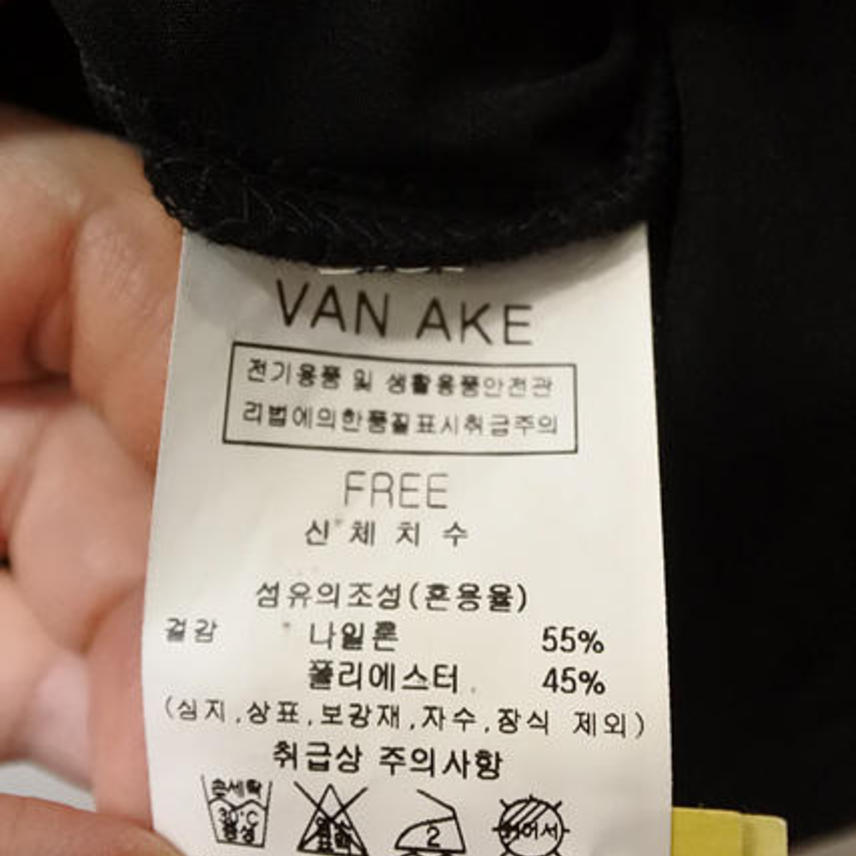 VAN AKE
전기용품 및 생활용품안전관
리법에의한품질표시취급주의
FREE
신체치수
섬유의조성(혼용율)
겉감 나일론 55%
폴리에스터 45%
(심지,상표,보강재,자수,장식 제외)
취급상 주의사항
손세탁
30°C
중성
2